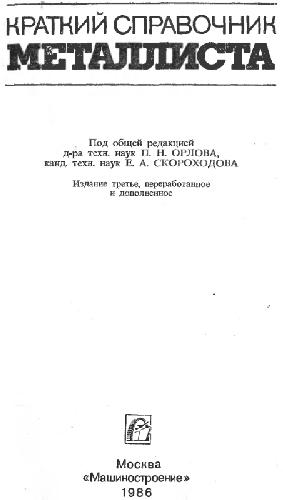 КРАТКИЙ СПРАВОЧНИК
МЕТАЛЛИСТА
Под общей редакцией
д-ра техн. наук П. Н. ОРЛОВА,
канд. техн. наук Е. А. СКОРОХОДОВА
Издание третье, переработанное
и дополненное
Москва
«Машиностроение»
1986